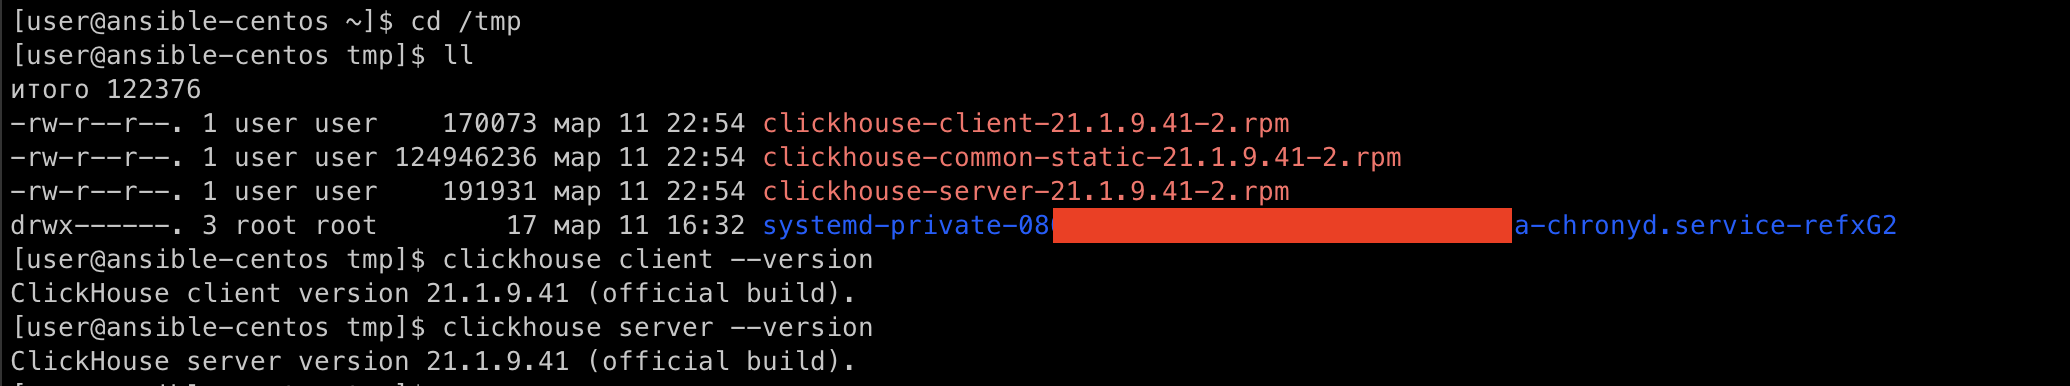 [user@ansible-centos ~]$ cd /tmp
[user@ansible-centos tmp]$ ll
итого 122376
-rw-r--r--. 1 user user    170073 мар 11 22:54 clickhouse-client-21.1.9.41-2.rpm
-rw-r--r--. 1 user user 124946236 мар 11 22:54 clickhouse-common-static-21.1.9.41-2.rpm
-rw-r--r--. 1 user user    191931 мар 11 22:54 clickhouse-server-21.1.9.41-2.rpm
drwx------. 3 root root        17 мар 11 16:32 systemd-private-08 a-chronyd.service-refxG2
[user@ansible-centos tmp]$ clickhouse client --version
ClickHouse client version 21.1.9.41 (official build).
[user@ansible-centos tmp]$ clickhouse server --version
ClickHouse server version 21.1.9.41 (official build).